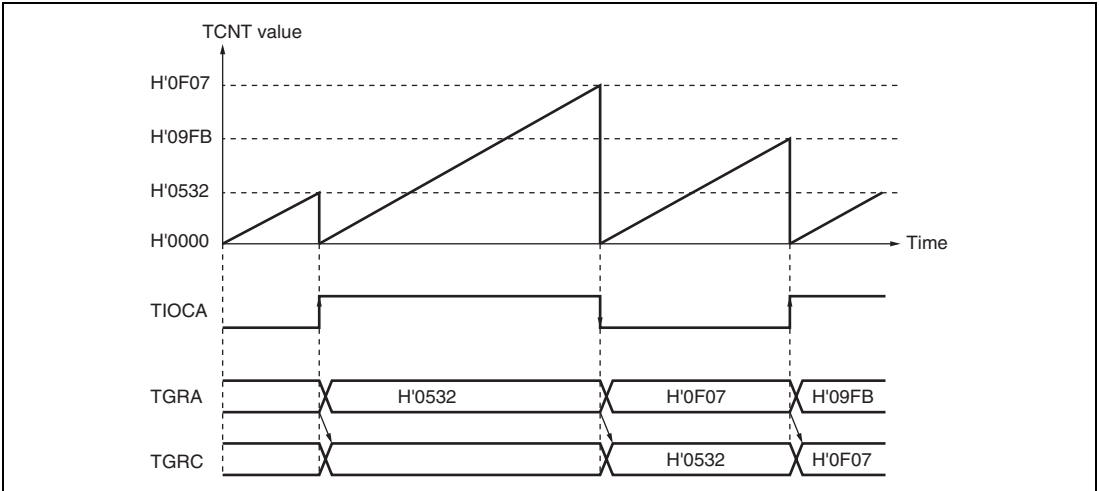 TCNT value
H'0F07
H'09FB
H'0532
H'0000
Time
TIOCA
TGRA
H'0532
H'0F07
H'09FB
TGRC
H'0532
H'0F07